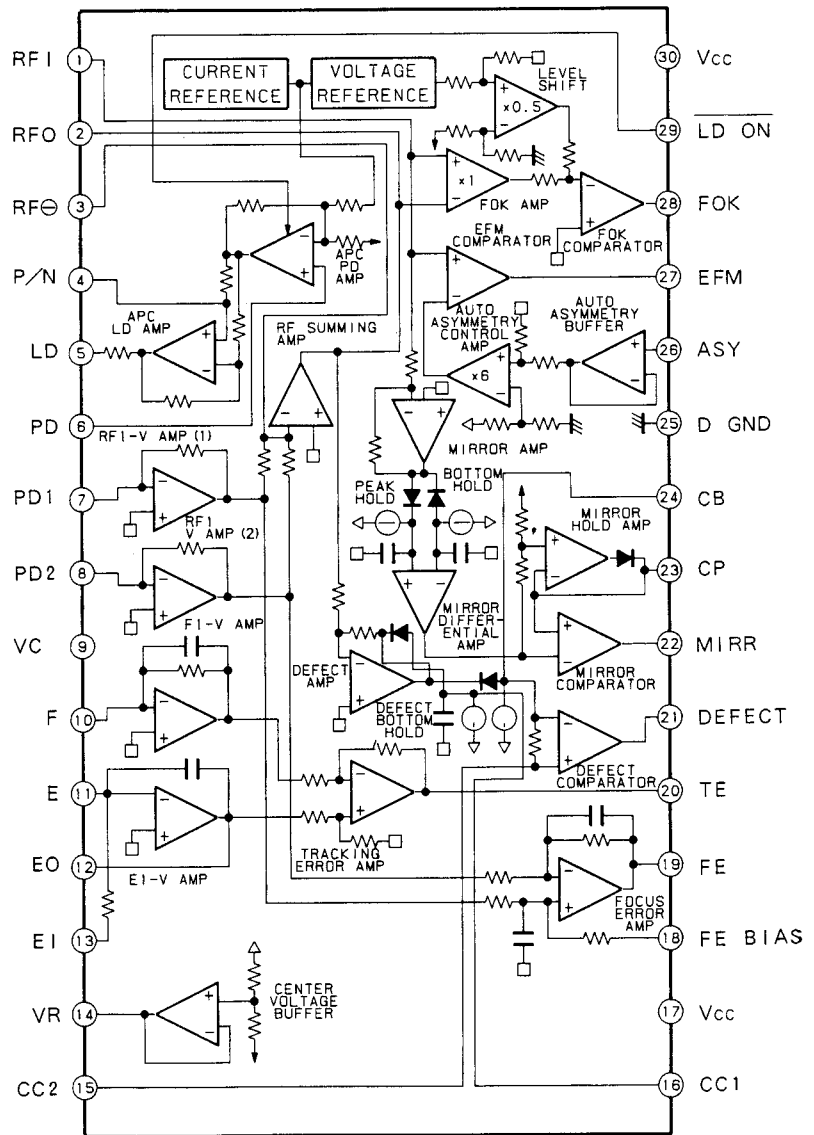 RFI 1
RFO 2
RF⊖ 3
P/N 4
LD 5
PD 6
PD1 7
PD2 8
VC 9
F 10
E 11
EO 12
EI 13
VR 14
CC2 15
30 Vcc
29 LD ON
28 FOK
27 EFM
26 ASY
25 D GND
24 CB
23 CP
22 MIRR
21 DEFECT
20 TE
19 FE
18 FE BIAS
17 Vcc
16 CC1
CURRENT
REFERENCE
VOLTAGE
REFERENCE
LEVEL
SHIFT
+
×0.5
−
+
×1
−
FOK AMP
−
+
FOK
COMPARATOR
EFM
COMPARATOR
+
−
−
+
APC
PD
AMP
APC
LD AMP
+
−
RF SUMMING
AMP
−
+
AUTO
ASYMMETRY
CONTROL
AMP
+
×6
−
AUTO
ASYMMETRY
BUFFER
+
−
−
+
MIRROR AMP
RF1-V AMP (1)
−
+
RF1
V AMP (2)
−
+
PEAK
HOLD
BOTTOM
HOLD
MIRROR
HOLD AMP
+
−
+
−
MIRROR
DIFFER-
ENTIAL
AMP
+
−
MIRROR
COMPARATOR
F1-V AMP
−
+
DEFECT
AMP
−
+
DEFECT
BOTTOM
HOLD
−
+
DEFECT
COMPARATOR
−
+
E1-V AMP
−
+
TRACKING
ERROR AMP
−
+
FOCUS
ERROR
AMP
+
−
CENTER
VOLTAGE
BUFFER